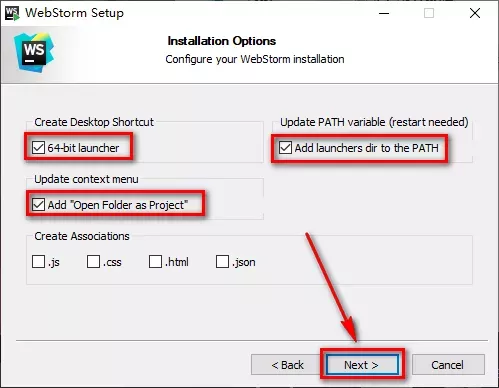 WS WebStorm Setup
WS
Installation Options
Configure your WebStorm installation
Create Desktop Shortcut
64-bit launcher
Update PATH variable (restart needed)
Add launchers dir to the PATH
Update context menu
Add "Open Folder as Project"
Create Associations
.js .css .html .json
< Back Next > Cancel